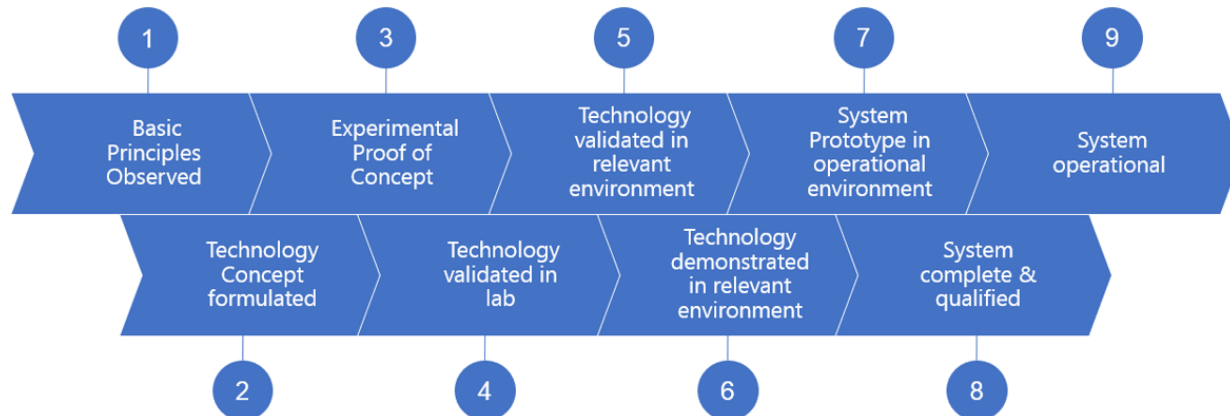 1
3
5
7
9
Basic
Principles
Observed
Experimental
Proof of
Concept
Technology
validated in
relevant
environment
System
Prototype in
operational
environment
System
operational
Technology
Concept
formulated
Technology
validated in
lab
Technology
demonstrated
in relevant
environment
System
complete &
qualified
2
4
6
8